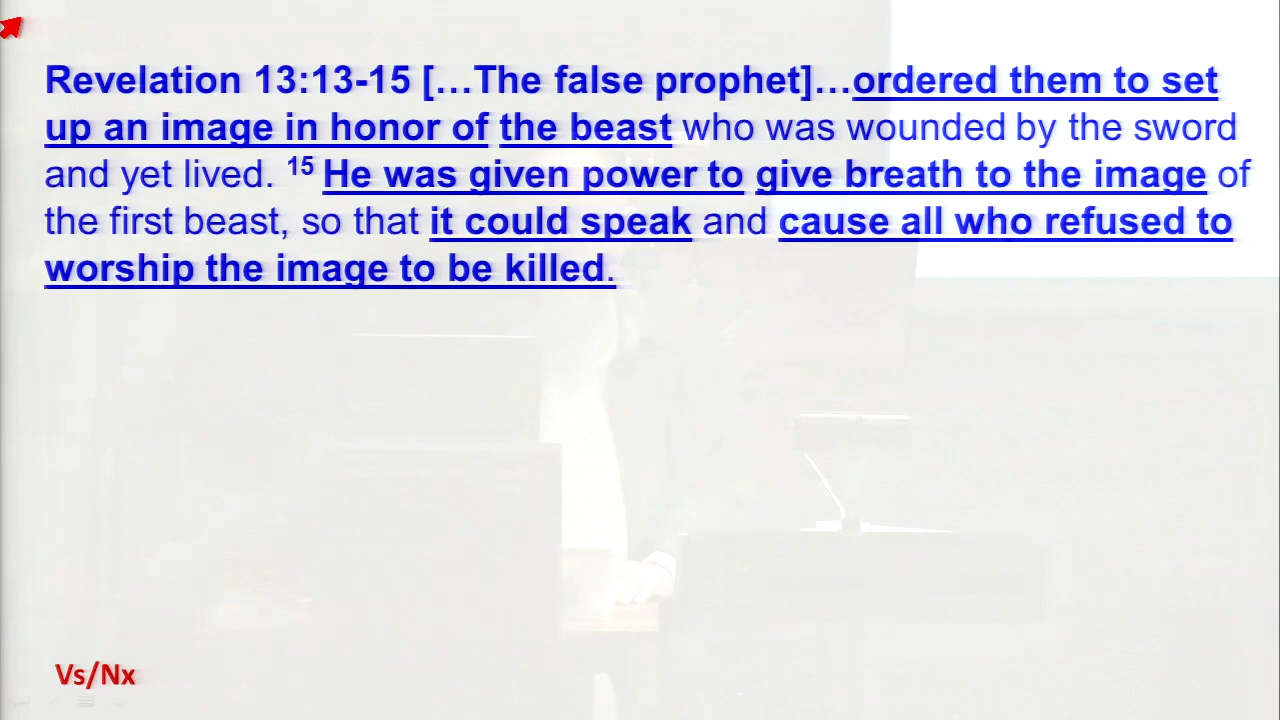 Revelation 13:13-15 […The false prophet]…ordered them to set
up an image in honor of the beast who was wounded by the sword
and yet lived. 15 He was given power to give breath to the image of
the first beast, so that it could speak and cause all who refused to
worship the image to be killed.
Vs/Nx